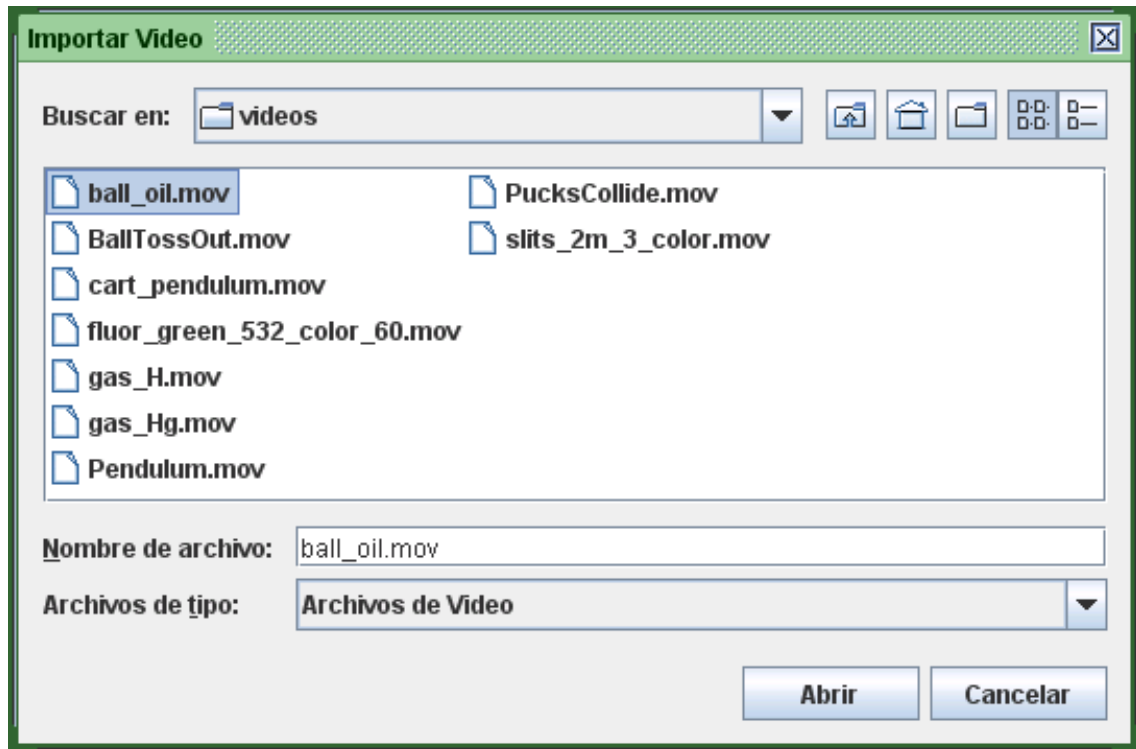 Importar Video
Buscar en: videos
ball_oil.mov
BallTossOut.mov
cart_pendulum.mov
fluor_green_532_color_60.mov
gas_H.mov
gas_Hg.mov
Pendulum.mov
PucksCollide.mov
slits_2m_3_color.mov
Nombre de archivo: ball_oil.mov
Archivos de tipo: Archivos de Video
Abrir Cancelar